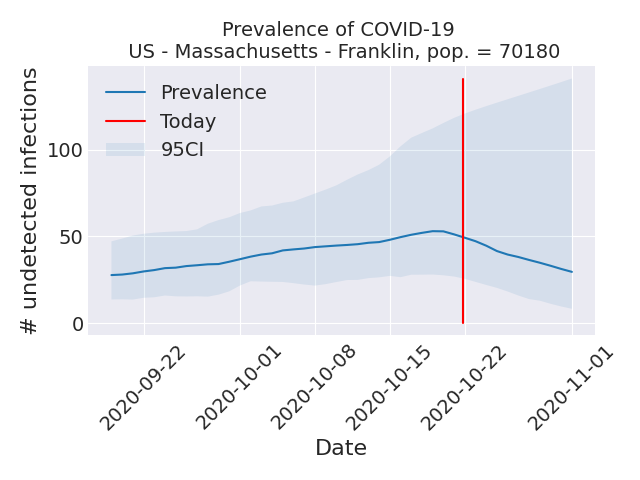 Prevalence of COVID-19
US - Massachusetts - Franklin, pop. = 70180
# undetected infections
100
50
0
Prevalence
Today
95CI
2020-09-22
2020-10-01
2020-10-08
2020-10-15
2020-10-22
2020-11-01
Date